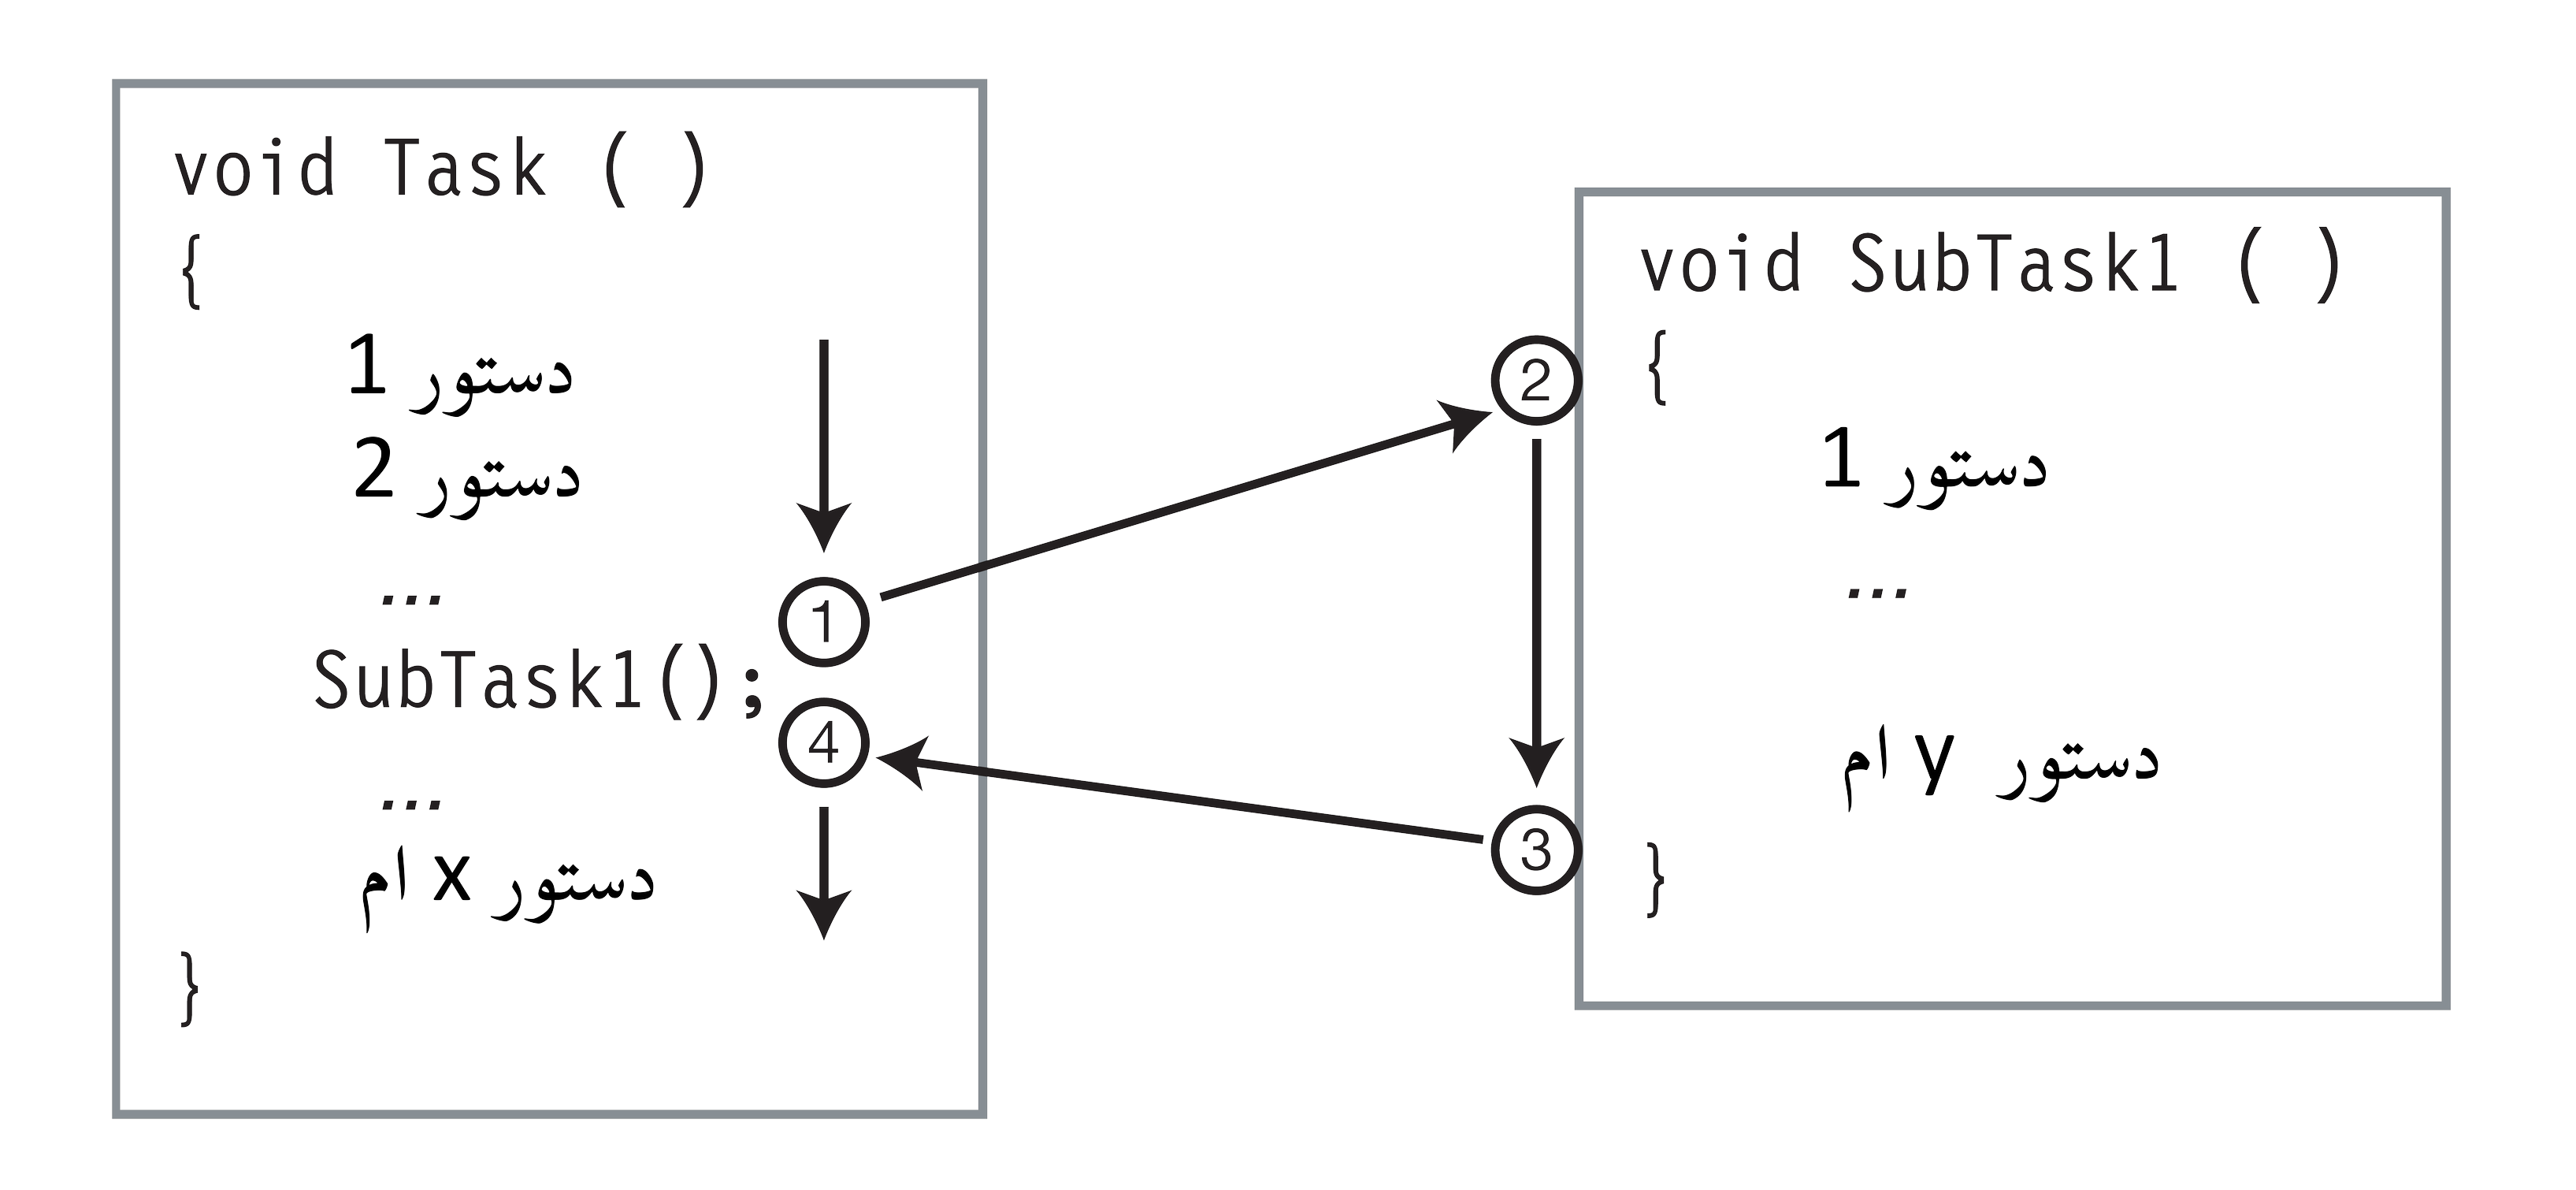 void Task ( )
{
دستور 1
دستور 2
...
SubTask1();
...
دستور x ام
}
1
4
2
3
void SubTask1 ( )
{
دستور 1
...
دستور y ام
}